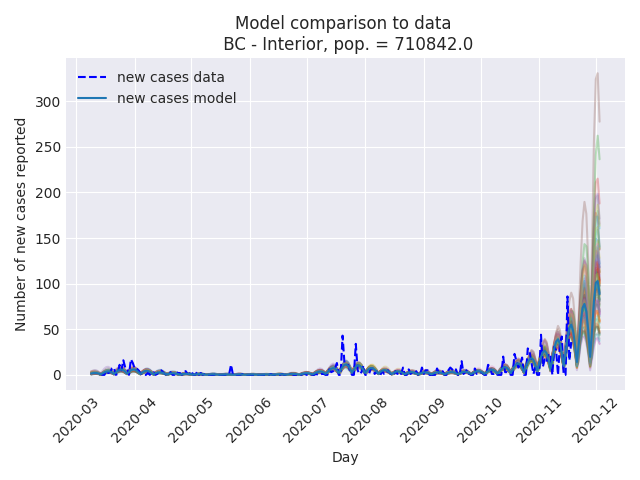 Model comparison to data
BC - Interior, pop. = 710842.0
new cases data
new cases model
Number of new cases reported
300
250
200
150
100
50
0
2020-03
2020-04
2020-05
2020-06
2020-07
2020-08
2020-09
2020-10
2020-11
2020-12
Day